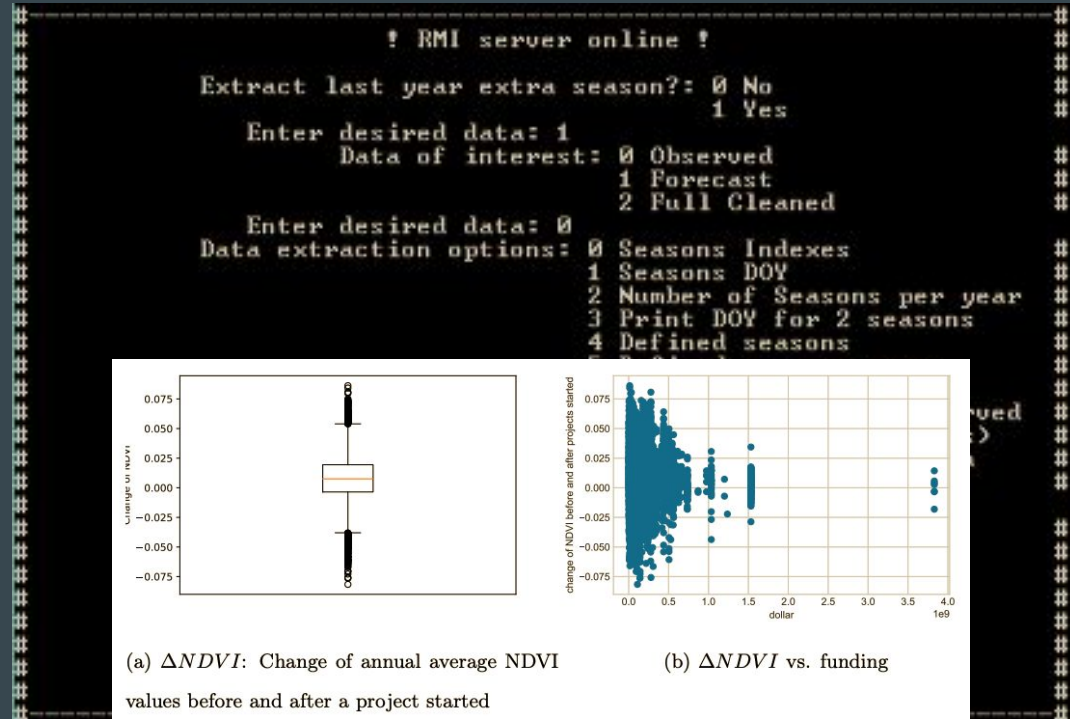 ! RMI server online !
Extract last year extra season?: 0 No
1 Yes
Enter desired data: 1
Data of interest: 0 Observed
1 Forecast
2 Full Cleaned
Enter desired data: 0
Data extraction options: 0 Seasons Indexes
1 Seasons DOY
2 Number of Seasons per year
3 Print DOY for 2 seasons
4 Defined seasons
ved
:)
Change of NDVI
0.075
0.050
0.025
0.000
−0.025
−0.050
−0.075
change of NDVI before and after projects started
0.075
0.050
0.025
0.000
−0.025
−0.050
−0.075
0.0 0.5 1.0 1.5 2.0 2.5 3.0 3.5 4.0
1e9
dollar
(a) ΔNDVI: Change of annual average NDVI
values before and after a project started
(b) ΔNDVI vs. funding